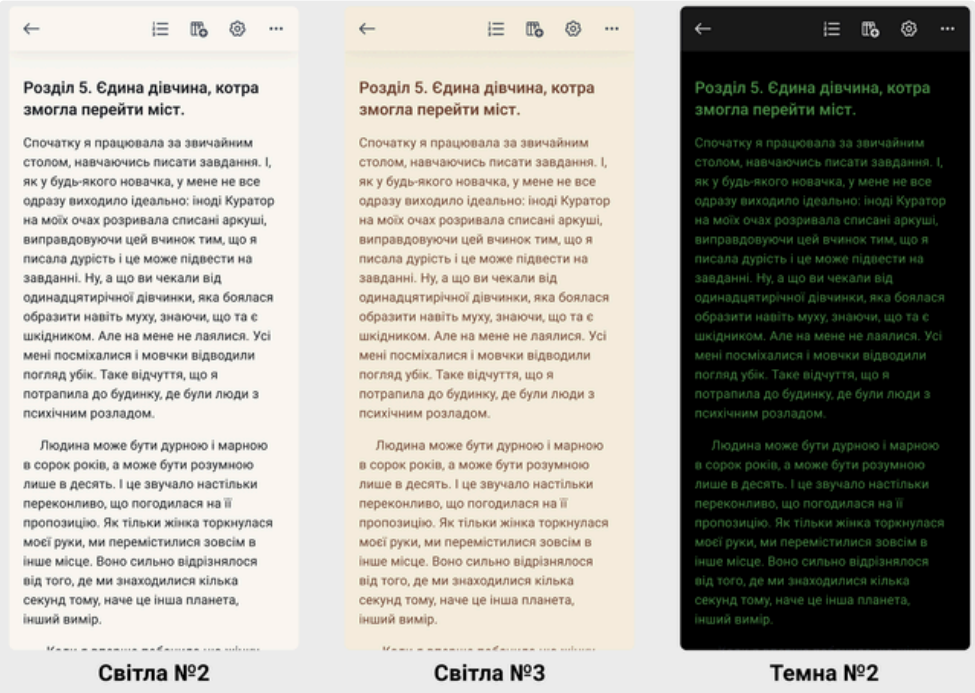 Розділ 5. Єдина дівчина, котра
змогла перейти міст.
Спочатку я працювала за звичайним
столом, навчаючись писати завдання. І,
як у будь-якого новачка, у мене не все
одразу виходило ідеально: іноді Куратор
на моїх очах розривала списані аркуші,
виправдовуючи цей вчинок тим, що я
писала дурість і це може підвести на
завданні. Ну, а що ви чекали від
одинадцятирічної дівчинки, яка боялася
образити навіть муху, знаючи, що та є
шкідником. Але на мене не лаялися. Усі
мені посміхалися і мовчки відводили
погляд убік. Таке відчуття, що я
потрапила до будинку, де були люди з
психічним розладом.
Людина може бути дурною і марною
в сорок років, а може бути розумною
лише в десять. І це звучало настільки
переконливо, що погодилася на її
пропозицію. Як тільки жінка торкнулася
моєї руки, ми перемістилися зовсім в
інше місце. Воно сильно відрізнялося
від того, де ми знаходилися кілька
секунд тому, наче це інша планета,
інший вимір.
Світла №2
Розділ 5. Єдина дівчина, котра
змогла перейти міст.
Спочатку я працювала за звичайним
столом, навчаючись писати завдання. І,
як у будь-якого новачка, у мене не все
одразу виходило ідеально: іноді Куратор
на моїх очах розривала списані аркуші,
виправдовуючи цей вчинок тим, що я
писала дурість і це може підвести на
завданні. Ну, а що ви чекали від
одинадцятирічної дівчинки, яка боялася
образити навіть муху, знаючи, що та є
шкідником. Але на мене не лаялися. Усі
мені посміхалися і мовчки відводили
погляд убік. Таке відчуття, що я
потрапила до будинку, де були люди з
психічним розладом.
Людина може бути дурною і марною
в сорок років, а може бути розумною
лише в десять. І це звучало настільки
переконливо, що погодилася на її
пропозицію. Як тільки жінка торкнулася
моєї руки, ми перемістилися зовсім в
інше місце. Воно сильно відрізнялося
від того, де ми знаходилися кілька
секунд тому, наче це інша планета,
інший вимір.
Світла №3
Розділ 5. Єдина дівчина, котра
змогла перейти міст.
Спочатку я працювала за звичайним
столом, навчаючись писати завдання. І,
як у будь-якого новачка, у мене не все
одразу виходило ідеально: іноді Куратор
на моїх очах розривала списані аркуші,
виправдовуючи цей вчинок тим, що я
писала дурість і це може підвести на
завданні. Ну, а що ви чекали від
одинадцятирічної дівчинки, яка боялася
образити навіть муху, знаючи, що та є
шкідником. Але на мене не лаялися. Усі
мені посміхалися і мовчки відводили
погляд убік. Таке відчуття, що я
потрапила до будинку, де були люди з
психічним розладом.
Людина може бути дурною і марною
в сорок років, а може бути розумною
лише в десять. І це звучало настільки
переконливо, що погодилася на її
пропозицію. Як тільки жінка торкнулася
моєї руки, ми перемістилися зовсім в
інше місце. Воно сильно відрізнялося
від того, де ми знаходилися кілька
секунд тому, наче це інша планета,
інший вимір.
Темна №2